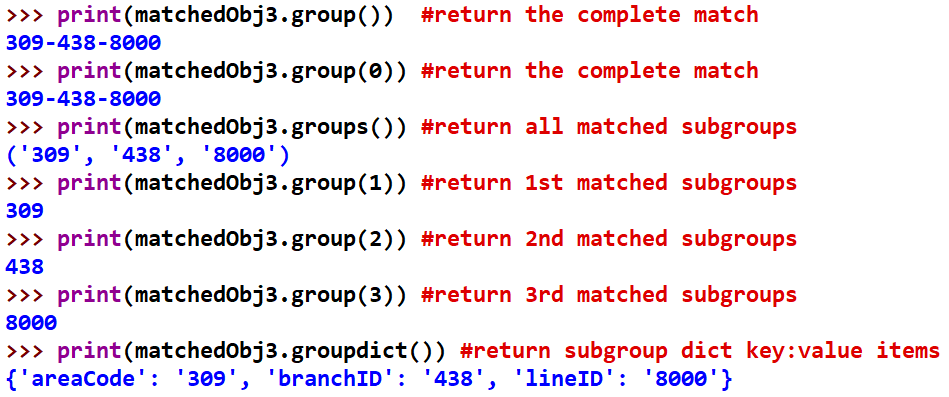 >>> print(matchedObj3.group())  #return the complete match
309-438-8000
>>> print(matchedObj3.group(0)) #return the complete match
309-438-8000
>>> print(matchedObj3.groups()) #return all matched subgroups
('309', '438', '8000')
>>> print(matchedObj3.group(1)) #return 1st matched subgroups
309
>>> print(matchedObj3.group(2)) #return 2nd matched subgroups
438
>>> print(matchedObj3.group(3)) #return 3rd matched subgroups
8000
>>> print(matchedObj3.groupdict()) #return subgroup dict key:value items
{'areaCode': '309', 'branchID': '438', 'lineID': '8000'}